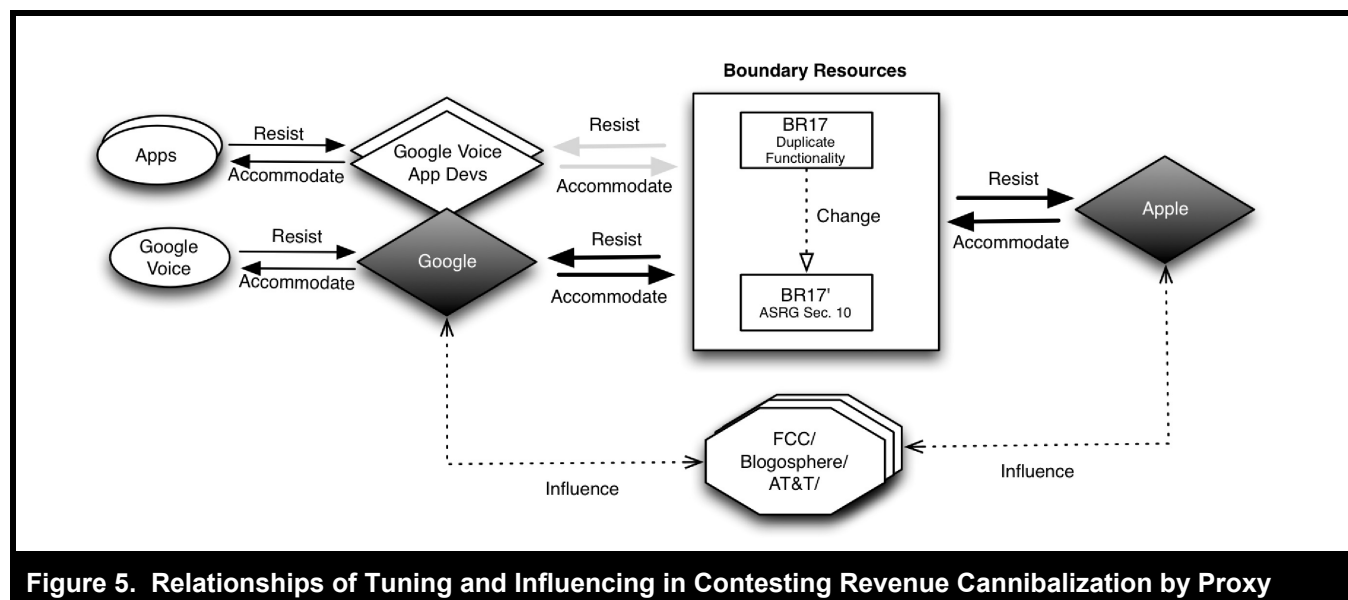 Boundary Resources
Apps
Resist
Accommodate
Google Voice
App Devs
Resist
Accommodate
BR17
Duplicate
Functionality
Change
BR17'
ASRG Sec. 10
Resist
Accommodate
Apple
Google
Voice
Resist
Accommodate
Google
Resist
Accommodate
FCC/
Blogosphere/
AT&T/
Influence
Influence
Figure 5. Relationships of Tuning and Influencing in Contesting Revenue Cannibalization by Proxy